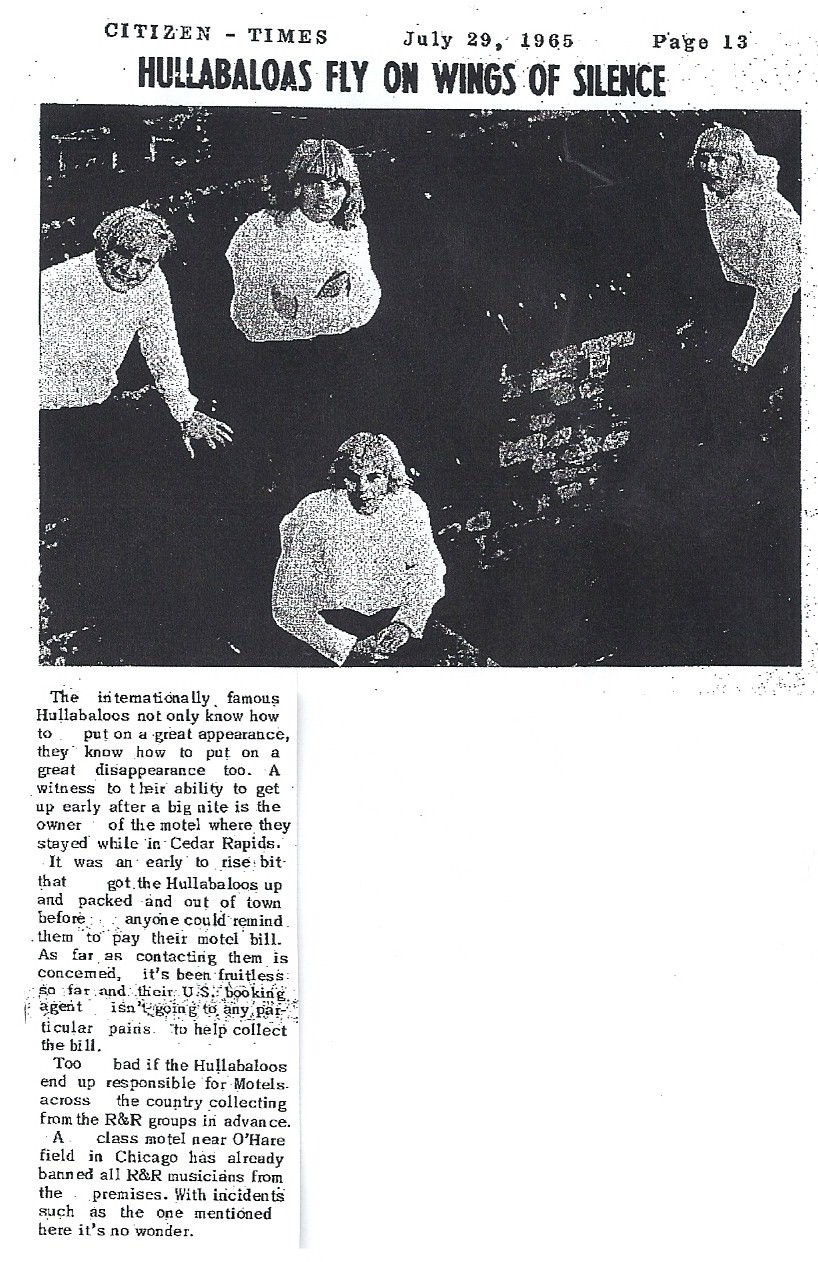 CITIZEN - TIMES July 29, 1965 Page 13
HULLABALOAS FLY ON WINGS OF SILENCE
The internationally famous
Hullabaloos not only know how
to put on a great appearance,
they know how to put on a
great disappearance too. A
witness to their ability to get
up early after a big nite is the
owner of the motel where they
stayed while in Cedar Rapids.
It was an early to rise bit
that got the Hullabaloos up
and packed and out of town
before anyone could remind
them to pay their motel bill.
As far as contacting them is
concerned, it's been fruitless
so far and their U.S. booking
agent isn't going to any par-
ticular pains to help collect
the bill.
Too bad if the Hullabaloos
end up responsible for Motels
across the country collecting
from the R&R groups in advance.
A class motel near O'Hare
field in Chicago has already
banned all R&R musicians from
the premises. With incidents
such as the one mentioned
here it's no wonder.